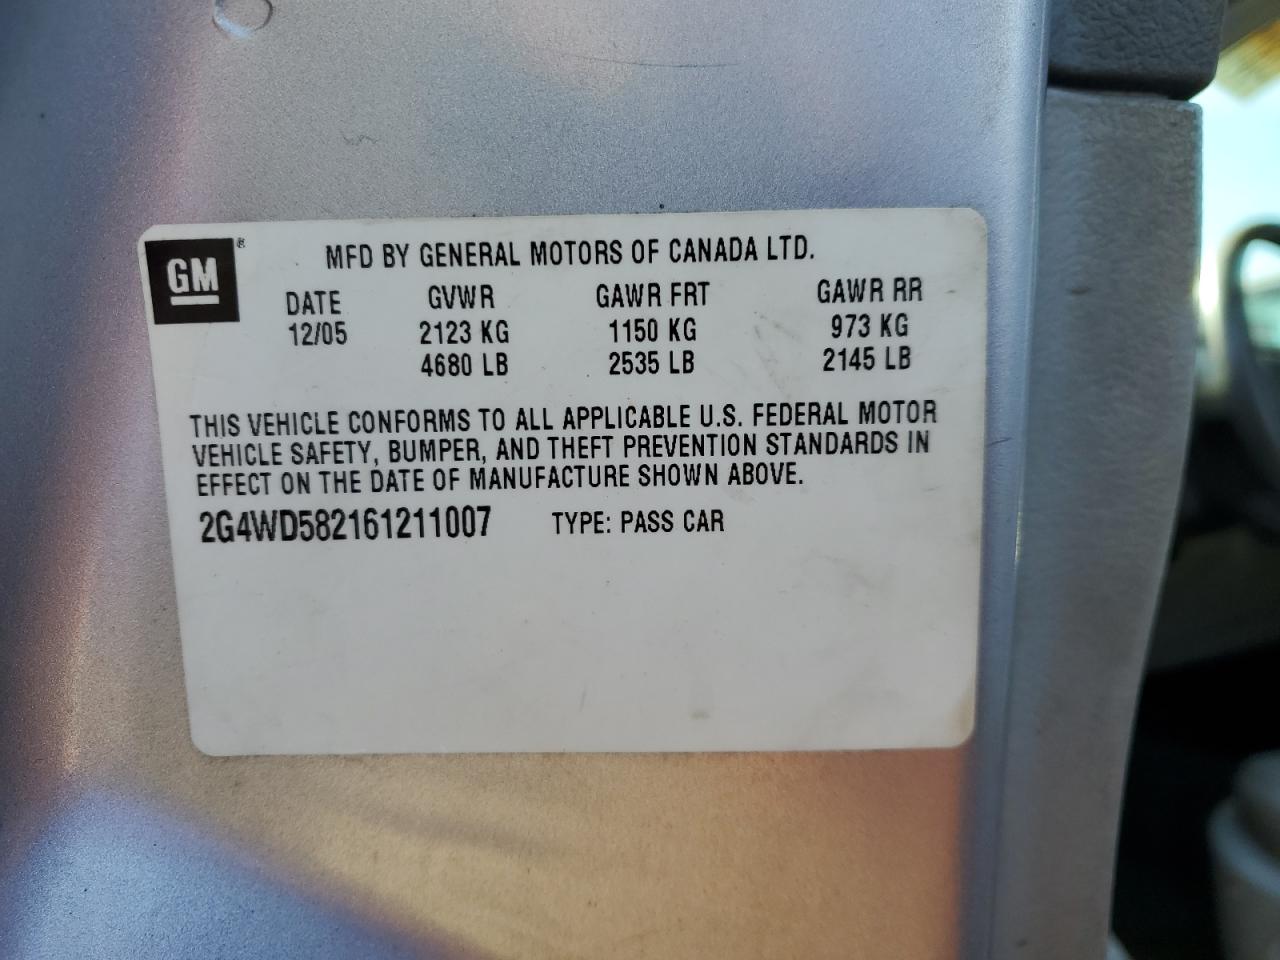 GM®
MFD BY GENERAL MOTORS OF CANADA LTD.
DATE GVWR GAWR FRT GAWR RR
12/05 2123 KG 1150 KG 973 KG
4680 LB 2535 LB 2145 LB
THIS VEHICLE CONFORMS TO ALL APPLICABLE U.S. FEDERAL MOTOR
VEHICLE SAFETY, BUMPER, AND THEFT PREVENTION STANDARDS IN
EFFECT ON THE DATE OF MANUFACTURE SHOWN ABOVE.
2G4WD582161211007 TYPE: PASS CAR